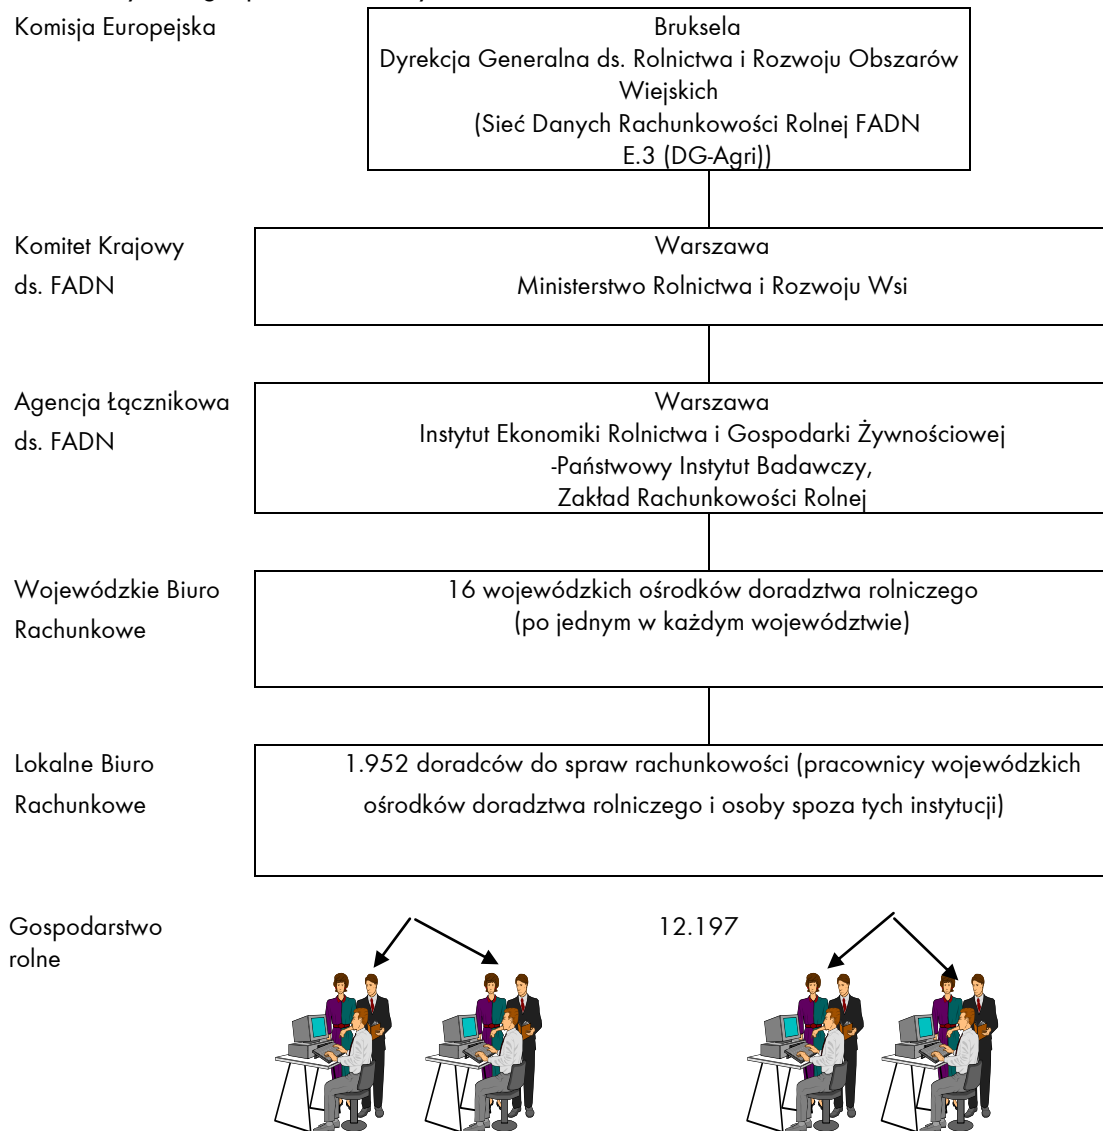 Komisja Europejska
Bruksela
Dyrekcja Generalna ds. Rolnictwa i Rozwoju Obszarów
Wiejskich
(Sieć Danych Rachunkowości Rolnej FADN
E.3 (DG-Agri))
Komitet Krajowy
ds. FADN
Warszawa
Ministerstwo Rolnictwa i Rozwoju Wsi
Agencja Łącznikowa
ds. FADN
Warszawa
Instytut Ekonomiki Rolnictwa i Gospodarki Żywnościowej
-Państwowy Instytut Badawczy,
Zakład Rachunkowości Rolnej
Wojewódzkie Biuro
Rachunkowe
16 wojewódzkich ośrodków doradztwa rolniczego
(po jednym w każdym województwie)
Lokalne Biuro
Rachunkowe
1.952 doradców do spraw rachunkowości (pracownicy wojewódzkich
ośrodków doradztwa rolniczego i osoby spoza tych instytucji)
Gospodarstwo
rolne
12.197